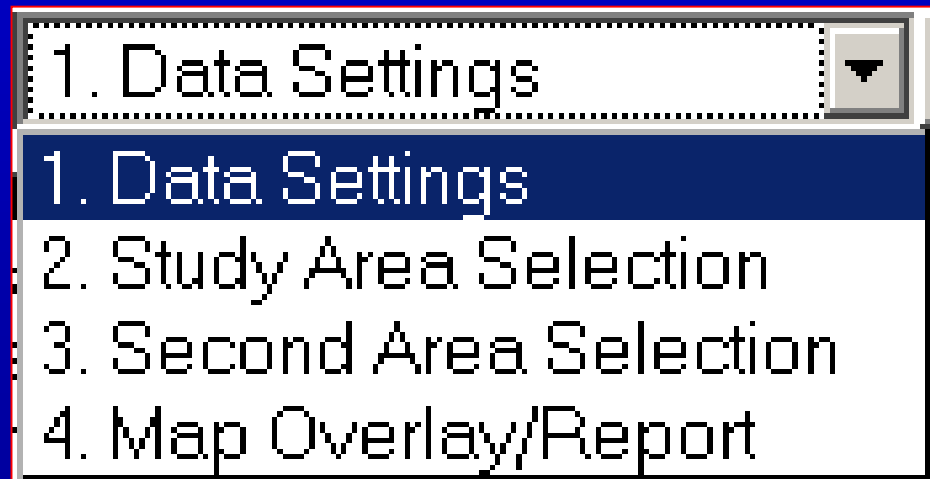 1. Data Settings
1. Data Settings
2. Study Area Selection
3. Second Area Selection
4. Map Overlay/Report